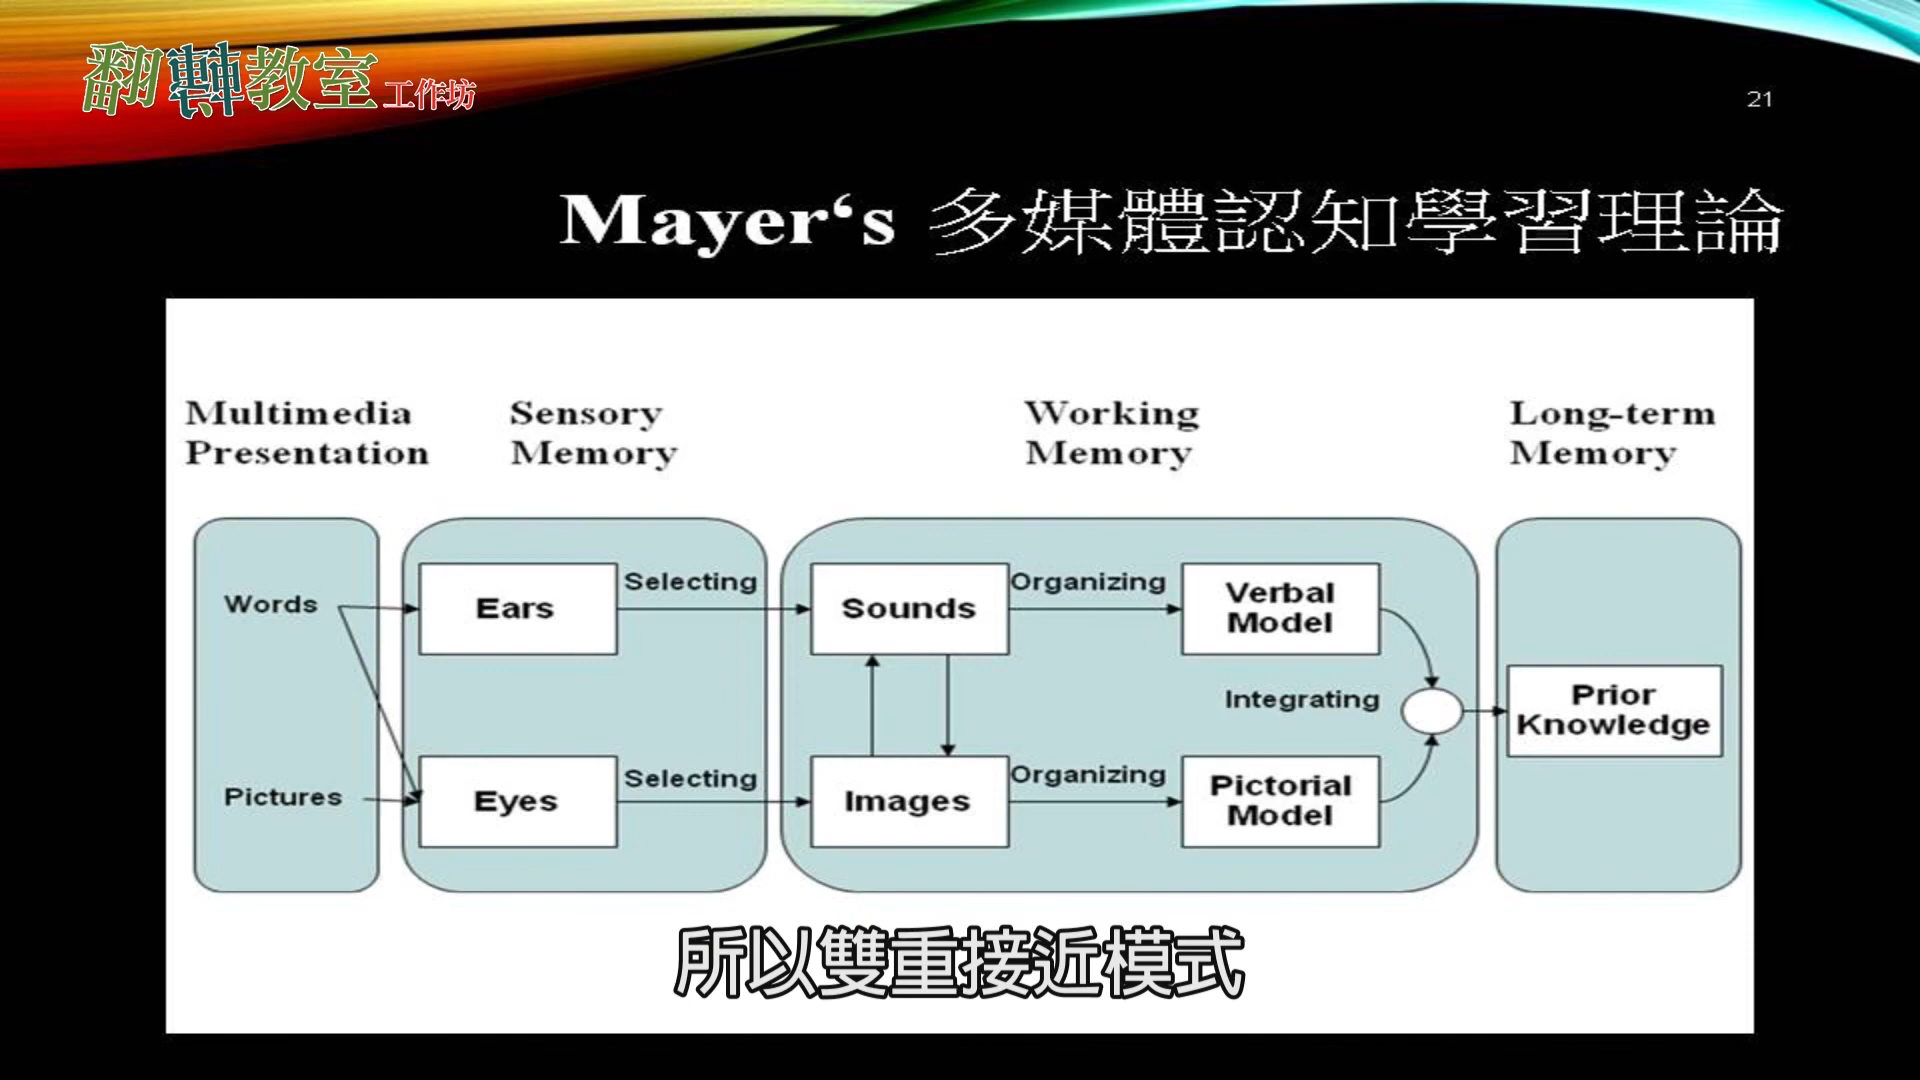 翻轉教室工作坊
21
Mayer‘s 多媒體認知學習理論
Multimedia Presentation
Sensory Memory
Working Memory
Long-term Memory
Words
Pictures
Ears
Eyes
Selecting
Selecting
Sounds
Images
Organizing
Organizing
Verbal Model
Pictorial Model
Integrating
Prior Knowledge
所以雙重接近模式